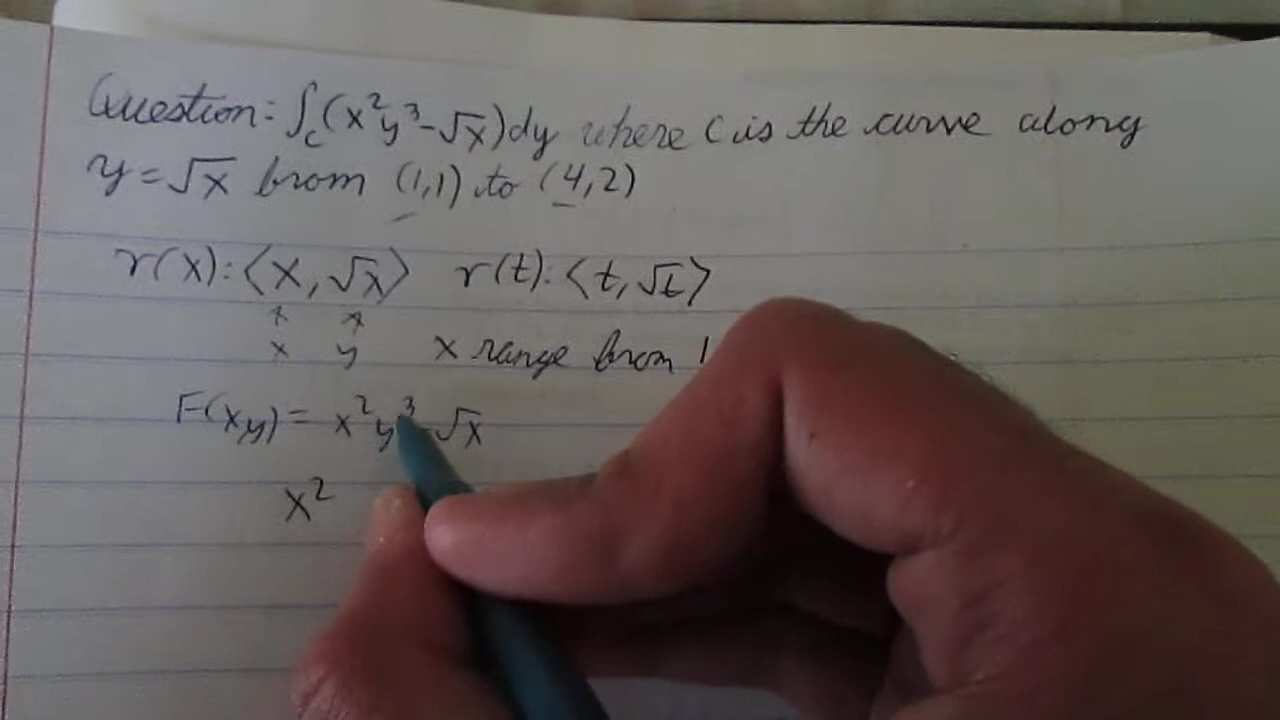 Question: ∫c(x²y³-√x)dy where C is the curve along
y=√x from (1,1) to (4,2)
r(x):⟨x,√x⟩ r(t):⟨t,√t⟩
x y x range from 1
F(x,y)= x²y³-√x
x²